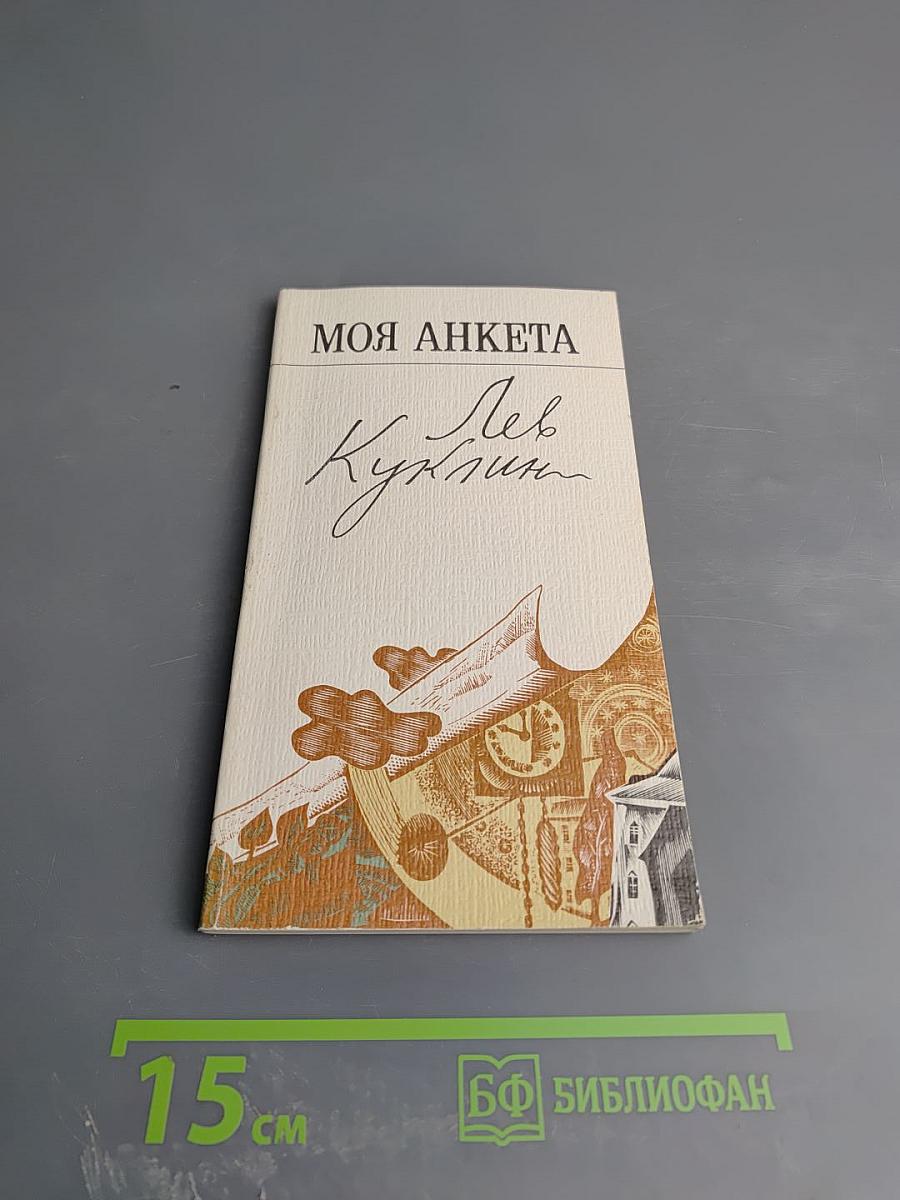 МОЯ АНКЕТА
Лев
Куклин
15 см
БФ БИБЛИОФАН